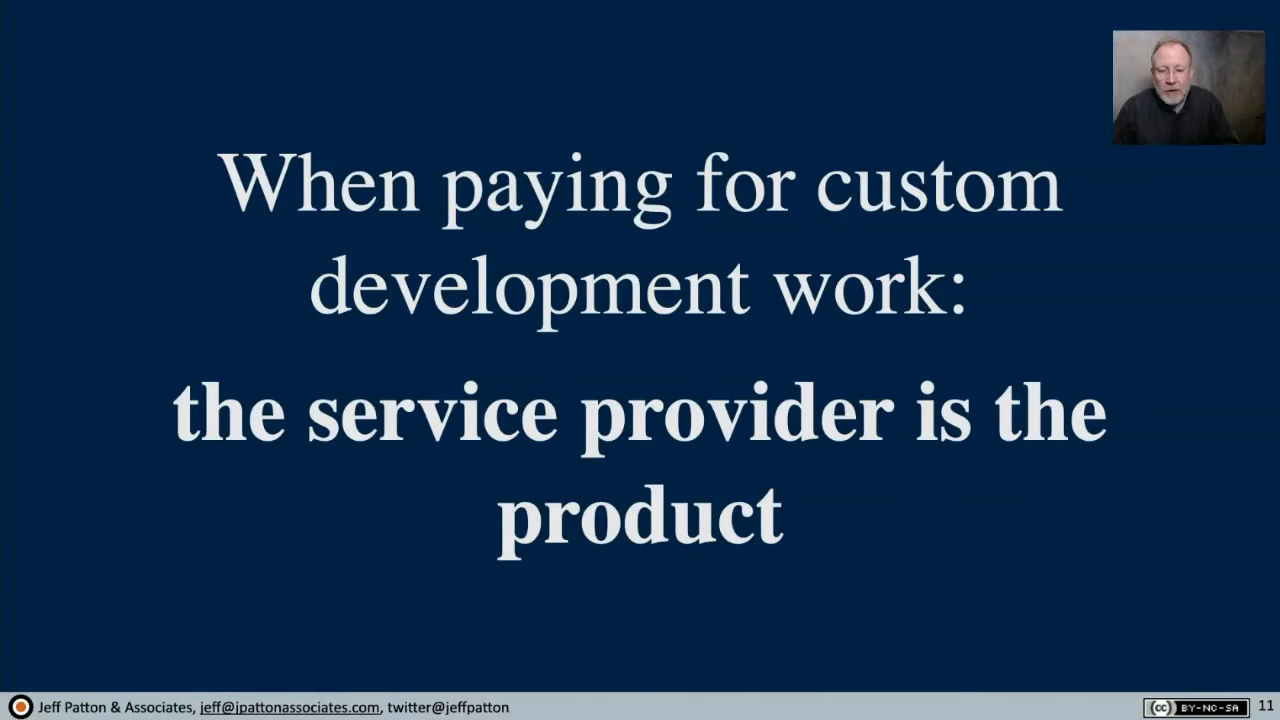 When paying for custom
development work:
the service provider is the
product
Jeff Patton & Associates, jeff@jpattonassociates.com, twitter@jeffpatton
cc BY-NC-SA 11